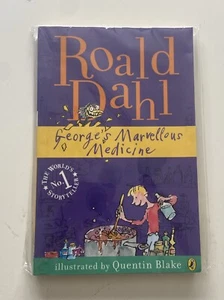 Roald
Dahl
George's Marvellous
Medicine
THE WORLD'S
No. 1
STORYTELLER
illustrated by Quentin Blake